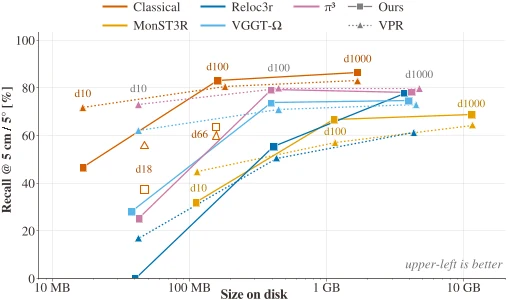 Classical
Reloc3r
π³
Ours
MonST3R
VGGT-Ω
VPR
100
80
60
40
20
0
Recall @ 5 cm / 5° [%]
d10
d10
d100
d100
d1000
d1000
d1000
d66
d100
d18
d10
upper-left is better
10 MB
100 MB
1 GB
10 GB
Size on disk